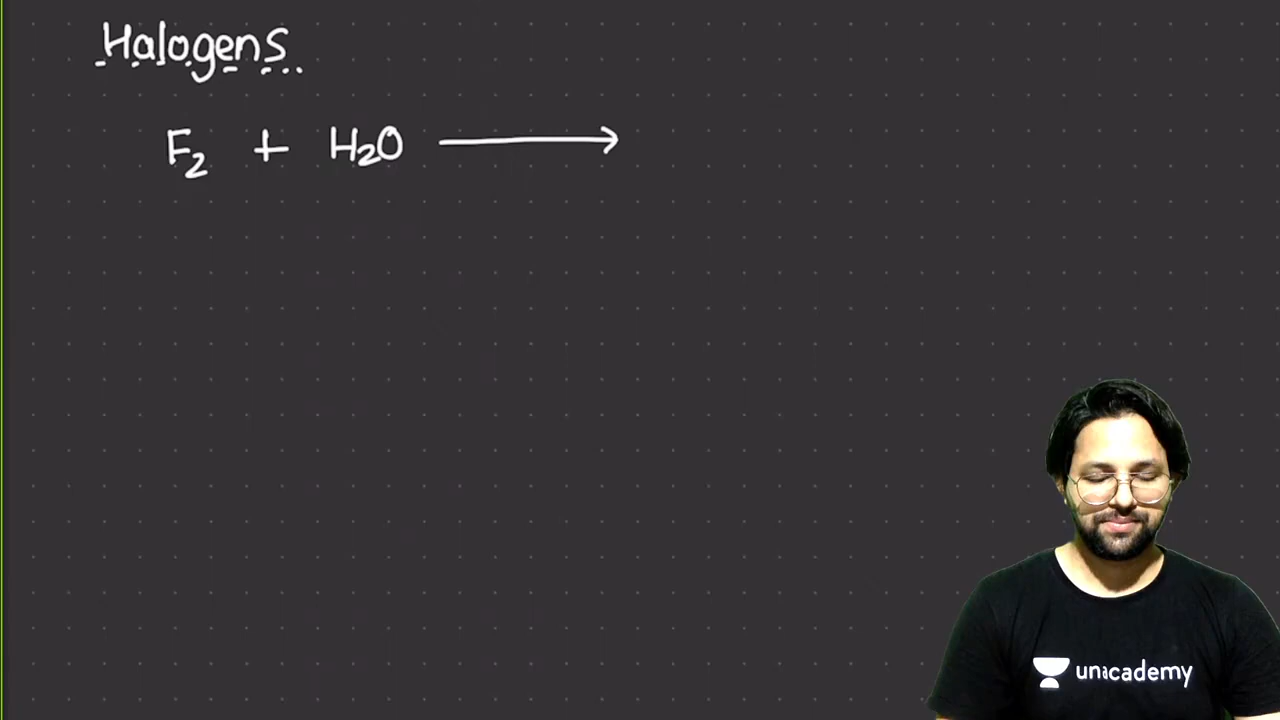 Halogens
F₂ + H₂O ⟶
unacademy